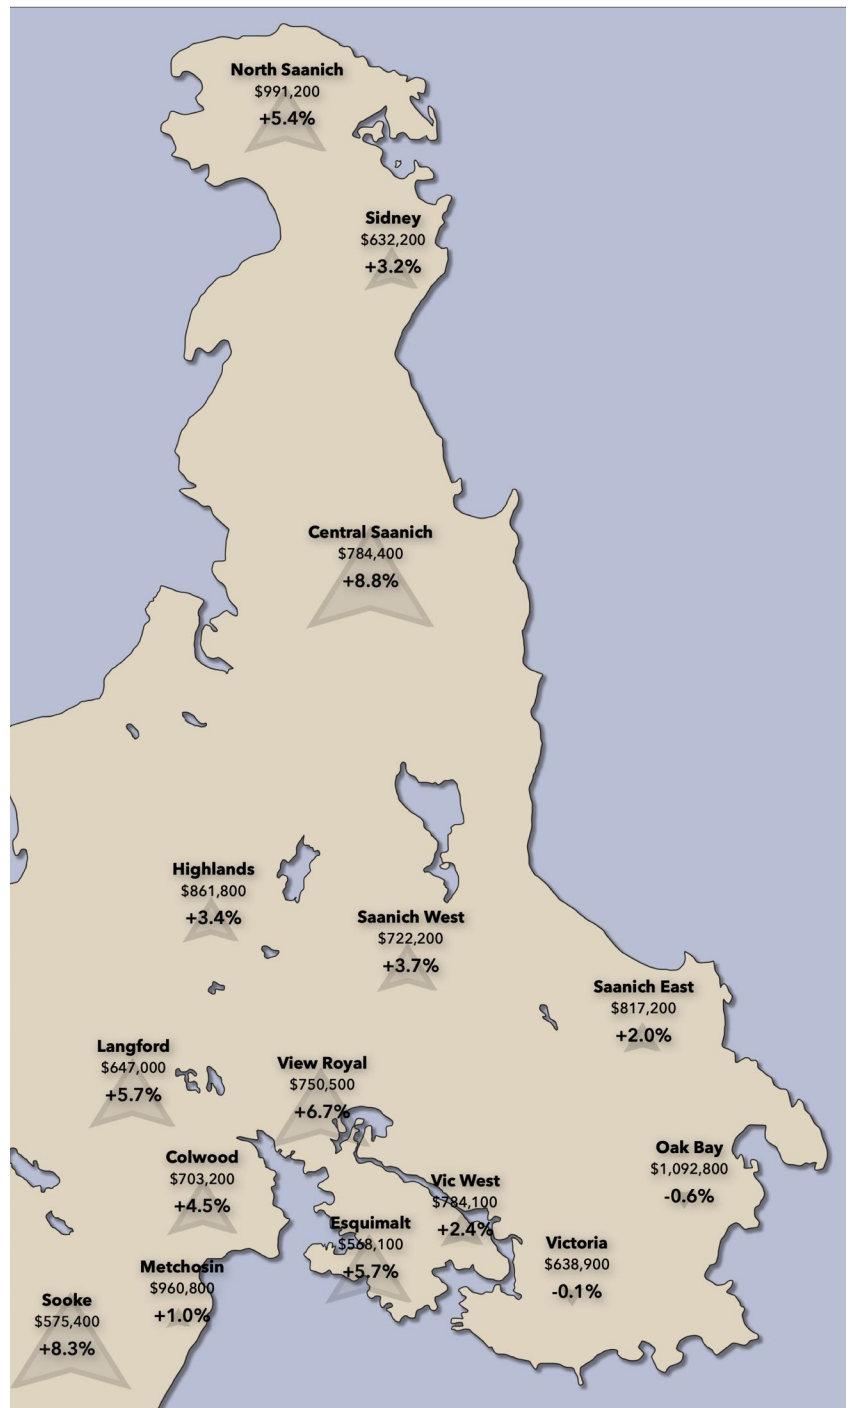 North Saanich
$991,200
+5.4%
Sidney
$632,200
+3.2%
Central Saanich
$784,400
+8.8%
Highlands
$861,800
+3.4%
Saanich West
$722,200
+3.7%
Saanich East
$817,200
+2.0%
Langford
$647,000
+5.7%
View Royal
$750,500
+6.7%
Colwood
$703,200
+4.5%
Oak Bay
$1,092,800
-0.6%
Vic West
$784,100
+2.4%
Esquimalt
$568,100
+5.7%
Victoria
$638,900
-0.1%
Metchosin
$960,800
+1.0%
Sooke
$575,400
+8.3%